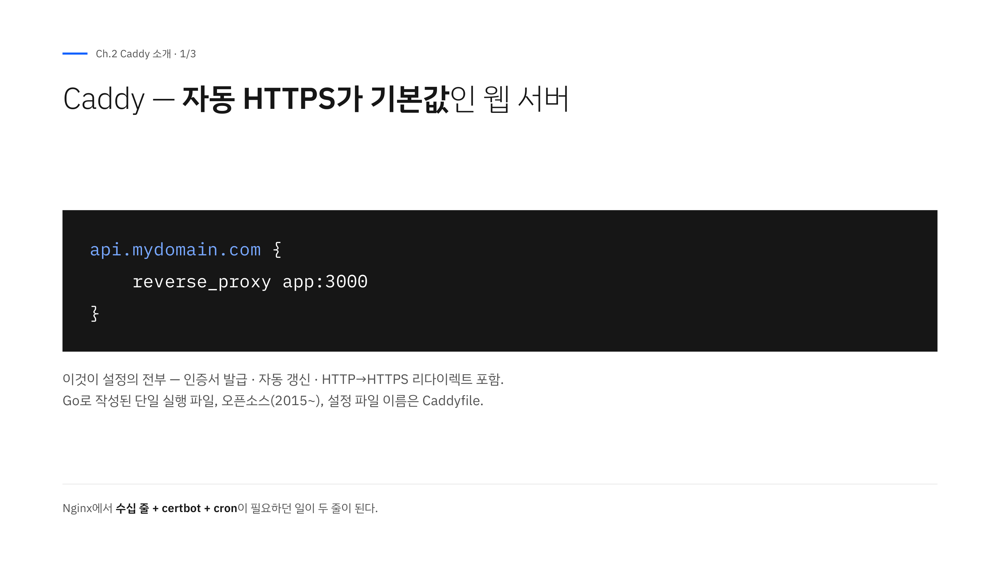 Ch.2 Caddy 소개 · 1/3
Caddy — 자동 HTTPS가 기본값인 웹 서버
api.mydomain.com {
    reverse_proxy app:3000
}
이것이 설정의 전부 — 인증서 발급 · 자동 갱신 · HTTP→HTTPS 리다이렉트 포함.
Go로 작성된 단일 실행 파일, 오픈소스(2015~), 설정 파일 이름은 Caddyfile.
Nginx에서 수십 줄 + certbot + cron이 필요하던 일이 두 줄이 된다.